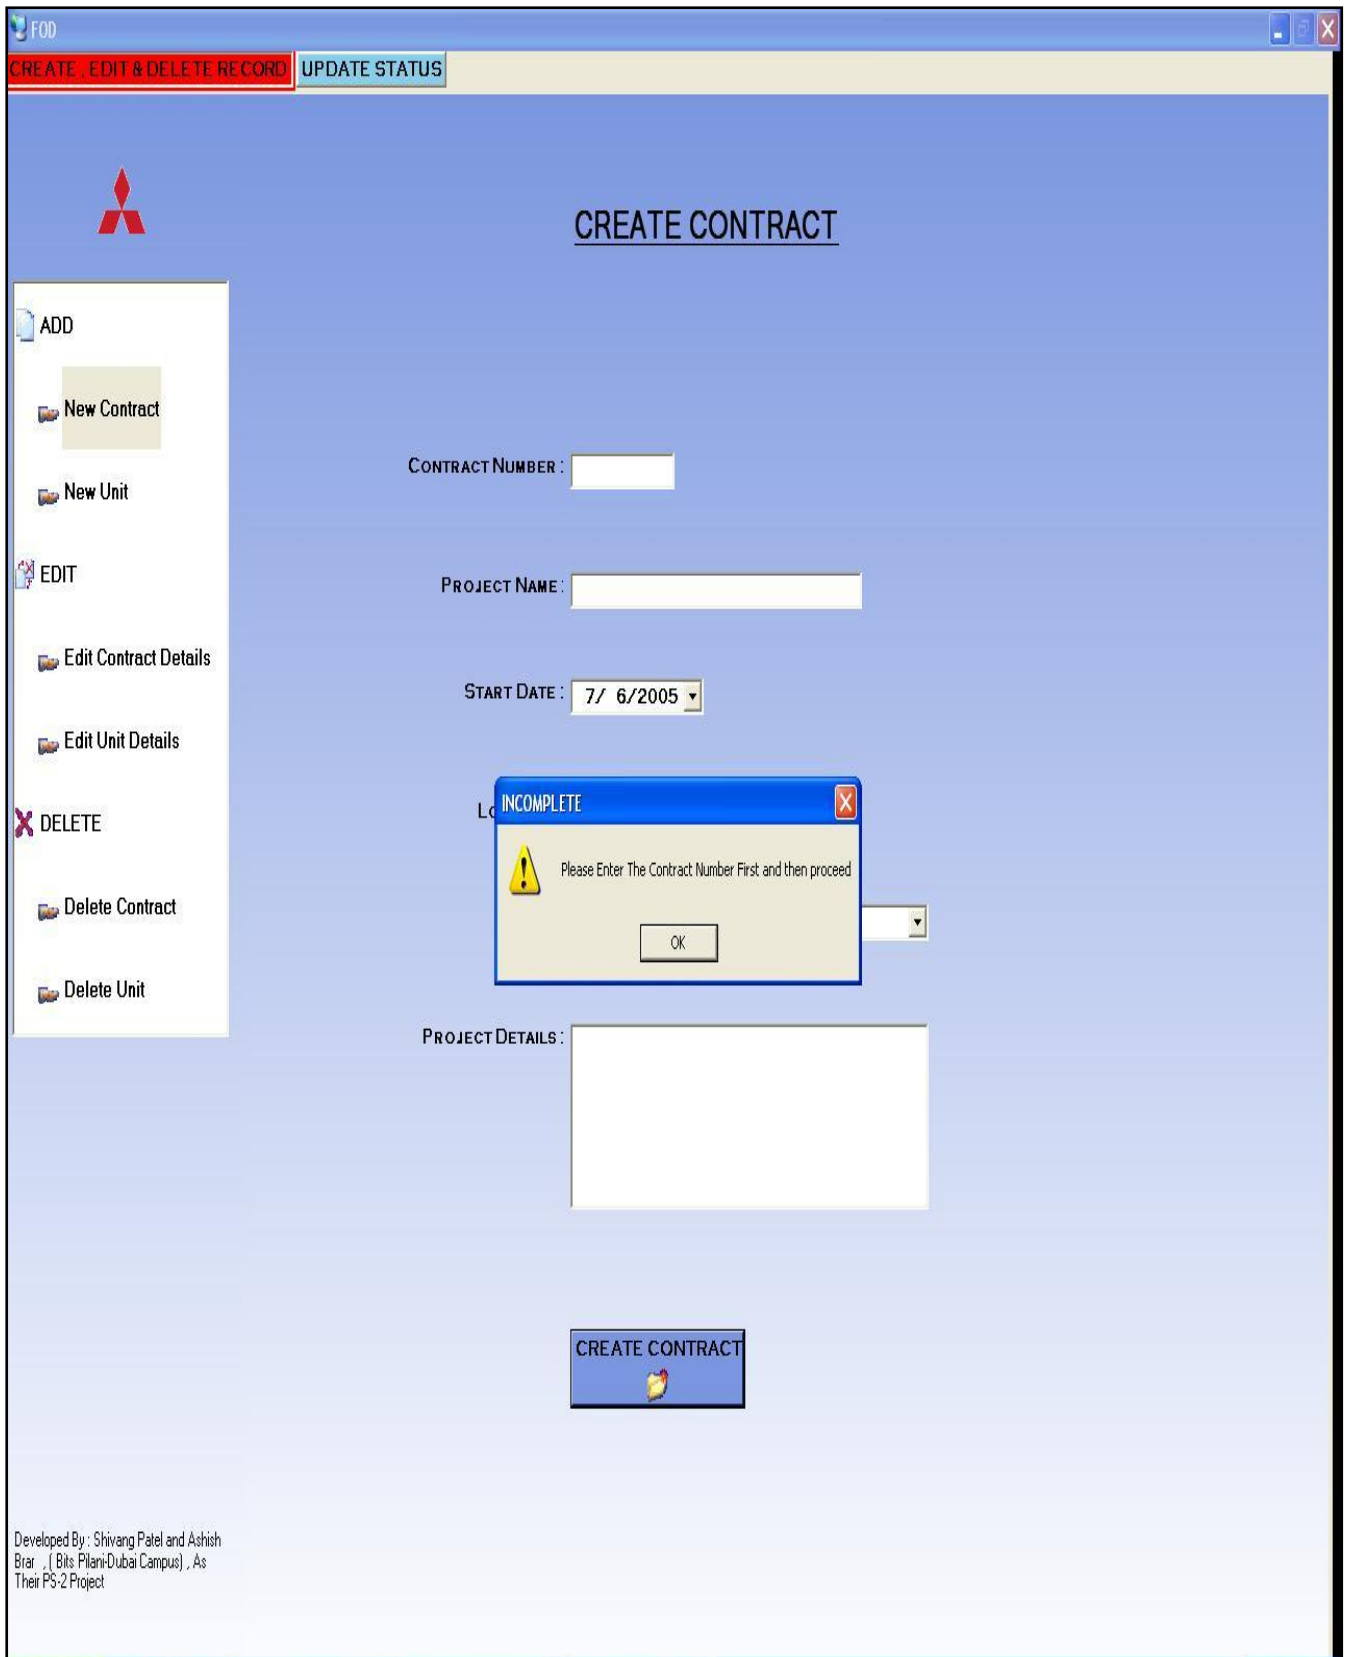 FOD
CREATE , EDIT & DELETE RECORD
UPDATE STATUS
CREATE CONTRACT
ADD
New Contract
New Unit
EDIT
Edit Contract Details
Edit Unit Details
DELETE
Delete Contract
Delete Unit
CONTRACT NUMBER :
PROJECT NAME :
START DATE :
7/ 6/2005
INCOMPLETE
Please Enter The Contract Number First and then proceed
OK
PROJECT DETAILS :
CREATE CONTRACT
Developed By : Shivang Patel and Ashish
Brar , ( Bits Pilani-Dubai Campus) , As
Their PS-2 Project